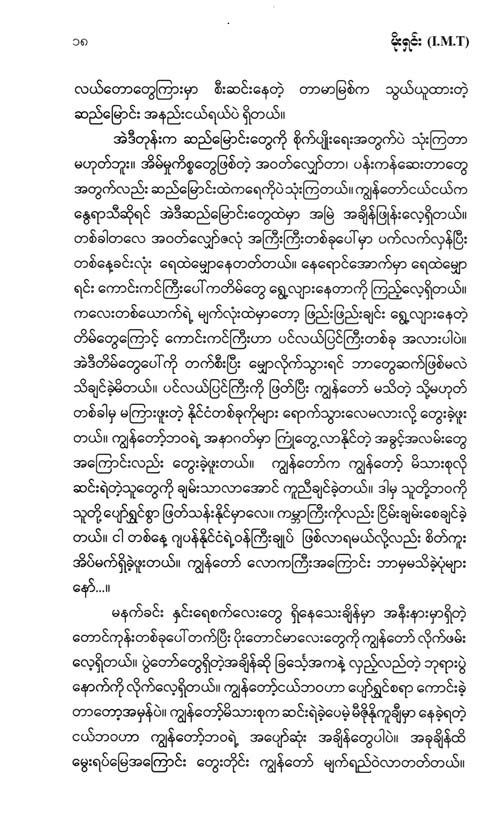 ၁၈ မိုးရှင်း (I.M.T)
လယ်တောတွေကြားမှာ စီးဆင်းနေတဲ့ တာမာမြစ်က သွယ်ယူထားတဲ့
ဆည်မြောင်း အနည်းငယ်ရယ်ပဲ ရှိတယ်။
အဲဒီတုန်းက ဆည်မြောင်းတွေကို စိုက်ပျိုးရေးအတွက်ပဲ သုံးကြတာ
မဟုတ်ဘူး။ အိမ်မှုကိစ္စတွေဖြစ်တဲ့ အဝတ်လျှော်တာ၊ ပန်းကန်ဆေးတာတွေ
အတွက်လည်း ဆည်မြောင်းထဲကရေကိုပဲ သုံးကြတယ်။ ကျွန်တော်ငယ်ငယ်က
နွေရာသီဆိုရင် အဲဒီဆည်မြောင်းတွေထဲမှာ အမြဲ အချိန်ဖြုန်းလေ့ရှိတယ်။
တစ်ခါတလေ အဝတ်လျှော်ဇလုံ အကြီးကြီးတစ်ခုပေါ်မှာ ပက်လက်လှန်ပြီး
တစ်နေ့ခင်းလုံး ရေထဲမျှောနေတတ်တယ်။ နေရောင်အောက်မှာ ရေထဲမျှော
ရင်း ကောင်းကင်ကြီးပေါ်ကတိမ်တွေ ရွေ့လျားနေတာကို ကြည့်လေ့ရှိတယ်။
ကလေးတစ်ယောက်ရဲ့ မျက်လုံးထဲမှာတော့ ဖြည်းဖြည်းချင်း ရွေ့လျားနေတဲ့
တိမ်တွေကြောင့် ကောင်းကင်ကြီးဟာ ပင်လယ်ပြင်ကြီးတစ်ခု အလားပါပဲ။
အဲဒီတိမ်တွေပေါ်ကို တက်စီးပြီး မျှောလိုက်သွားရင် ဘာတွေဆက်ဖြစ်မလဲ
သိချင်ခဲ့မိတယ်။ ပင်လယ်ပြင်ကြီးကို ဖြတ်ပြီး ကျွန်တော် မသိတဲ့ သို့မဟုတ်
တစ်ခါမှ မကြားဖူးတဲ့ နိုင်ငံတစ်ခုကိုများ ရောက်သွားလေမလားလို့ တွေးခဲ့ဖူး
တယ်။ ကျွန်တော့်ဘဝရဲ့ အနာဂတ်မှာ ကြုံတွေ့လာနိုင်တဲ့ အခွင့်အလမ်းတွေ
အကြောင်းလည်း တွေးခဲ့ဖူးတယ်။ ကျွန်တော်က ကျွန်တော့် မိသားစုလို
ဆင်းရဲတဲ့သူတွေကို ချမ်းသာလာအောင် ကူညီချင်ခဲ့တယ်။ ဒါမှ သူတို့ဘဝကို
သူတို့ ပျော်ရွှင်စွာ ဖြတ်သန်းနိုင်မှာလေ။ ကမ္ဘာကြီးကိုလည်း ငြိမ်းချမ်းစေချင်ခဲ့
တယ်။ ငါ တစ်နေ့ ဂျပန်နိုင်ငံရဲ့ဝန်ကြီးချုပ် ဖြစ်လာရမယ်လို့လည်း စိတ်ကူး
အိပ်မက်ရှိခဲ့ဖူးတယ်။ ကျွန်တော် လောကကြီးအကြောင်း ဘာမှမသိခဲ့ပုံများ
နော်...။
မနက်ခင်း နှင်းရေစက်လေးတွေ ရှိနေသေးချိန်မှာ အနီးနားမှာရှိတဲ့
တောင်ကုန်းတစ်ခုပေါ် တက်ပြီး ပိုးတောင်မာလေးတွေကို ကျွန်တော် လိုက်ဖမ်း
လေ့ရှိတယ်။ ပွဲတော်တွေရှိတဲ့အချိန်ဆို ခြင်္သေ့အကနဲ့ လှည့်လည်တဲ့ ဘုရားပွဲ
နောက်ကို လိုက်လေ့ရှိတယ်။ ကျွန်တော့်ငယ်ဘဝဟာ ပျော်ရွှင်စရာ ကောင်းခဲ့
တာတော့အမှန်ပဲ။ ကျွန်တော့်မိသားစုက ဆင်းရဲခဲ့ပေမဲ့ မီဇိုနိုကူချီမှာ နေခဲ့ရတဲ့
ငယ်ဘဝဟာ ကျွန်တော့်ဘဝရဲ့ အပျော်ဆုံး အချိန်တွေပါပဲ။ အခုချိန်ထိ
မွေးရပ်မြေအကြောင်း တွေးတိုင်း ကျွန်တော် မျက်ရည်ဝဲလာတတ်တယ်။